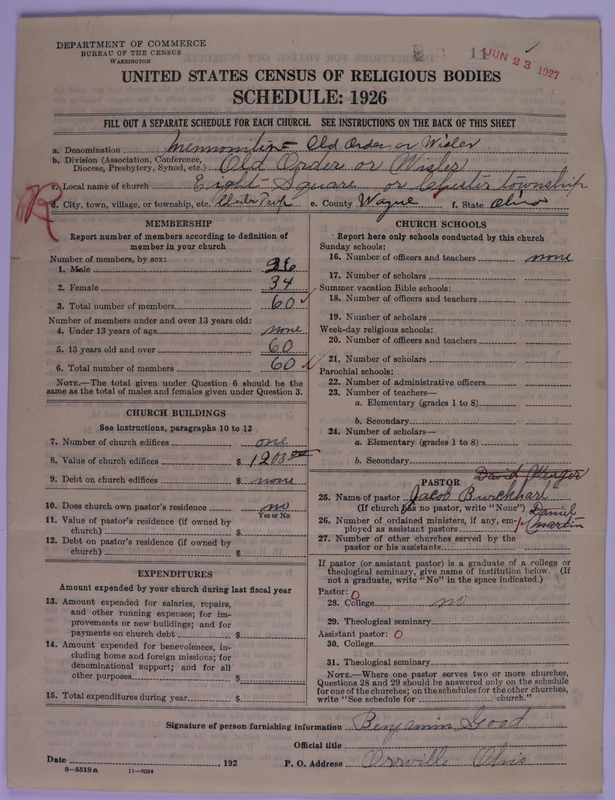 DEPARTMENT OF COMMERCE
BUREAU OF THE CENSUS
WASHINGTON
11
JUN 23 1927
UNITED STATES CENSUS OF RELIGIOUS BODIES
SCHEDULE: 1926
FILL OUT A SEPARATE SCHEDULE FOR EACH CHURCH. SEE INSTRUCTIONS ON THE BACK OF THIS SHEET
a. Denomination Mennonite Old Order or Wisler
b. Division (Association, Conference, Diocese, Presbytery, Synod, etc.) Old Order or Wisler
c. Local name of church Eight Square or Chester township
d. City, town, village, or township, etc. Chester Twp e. County Wayne f. State Ohio
MEMBERSHIP
Report number of members according to definition of
member in your church
Number of members, by sex:
1. Male 26
2. Female 34
3. Total number of members 60
Number of members under and over 13 years old:
4. Under 13 years of age none
5. 13 years old and over 60
6. Total number of members 60
NOTE.—The total given under Question 6 should be the
same as the total of males and females given under Question 3.
CHURCH BUILDINGS
See instructions, paragraphs 10 to 12
7. Number of church edifices one
8. Value of church edifices $ 1203 00
9. Debt on church edifices $ none
10. Does church own pastor's residence no
Yes or No
11. Value of pastor's residence (if owned by
church) $
12. Debt on pastor's residence (if owned by
church) $
EXPENDITURES
Amount expended by your church during last fiscal year
13. Amount expended for salaries, repairs,
and other running expenses; for im-
provements or new buildings; and for
payments on church debt $
14. Amount expended for benevolences, in-
cluding home and foreign missions; for
denominational support; and for all
other purposes $
15. Total expenditures during year $
CHURCH SCHOOLS
Report here only schools conducted by this church
Sunday schools:
16. Number of officers and teachers none
17. Number of scholars
Summer vacation Bible schools:
18. Number of officers and teachers
19. Number of scholars
Week-day religious schools:
20. Number of officers and teachers
21. Number of scholars
Parochial schools:
22. Number of administrative officers
23. Number of teachers—
a. Elementary (grades 1 to 8)
b. Secondary
24. Number of scholars—
a. Elementary (grades 1 to 8)
b. Secondary
PASTOR David
25. Name of pastor Jacob Burckhart
(If church has no pastor, write "None") Daniel
26. Number of ordained ministers, if any, em-
ployed as assistant pastors 1 Martin
27. Number of other churches served by the
pastor or his assistants
If pastor (or assistant pastor) is a graduate of a college or
theological seminary, give name of institution below. (If
not a graduate, write "No" in the space indicated.)
Pastor: 0
28. College no
29. Theological seminary
Assistant pastor: 0
30. College
31. Theological seminary
NOTE.—Where one pastor serves two or more churches,
Questions 28 and 29 should be answered only on the schedule
for one of the churches; on the schedules for the other churches,
write "See schedule for church."
Signature of person furnishing information Benjamin Good
Official title
Date , 192 P. O. Address Orrville Ohio
8—5519 a 11—9054